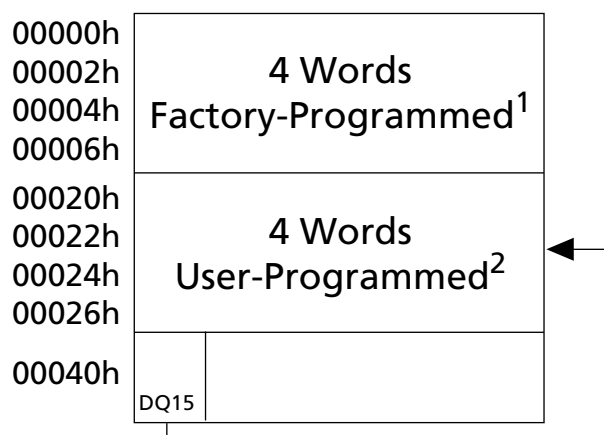 00000h
00002h
00004h
00006h
4 Words
Factory-Programmed1
00020h
00022h
00024h
00026h
4 Words
User-Programmed2
00040h
DQ15